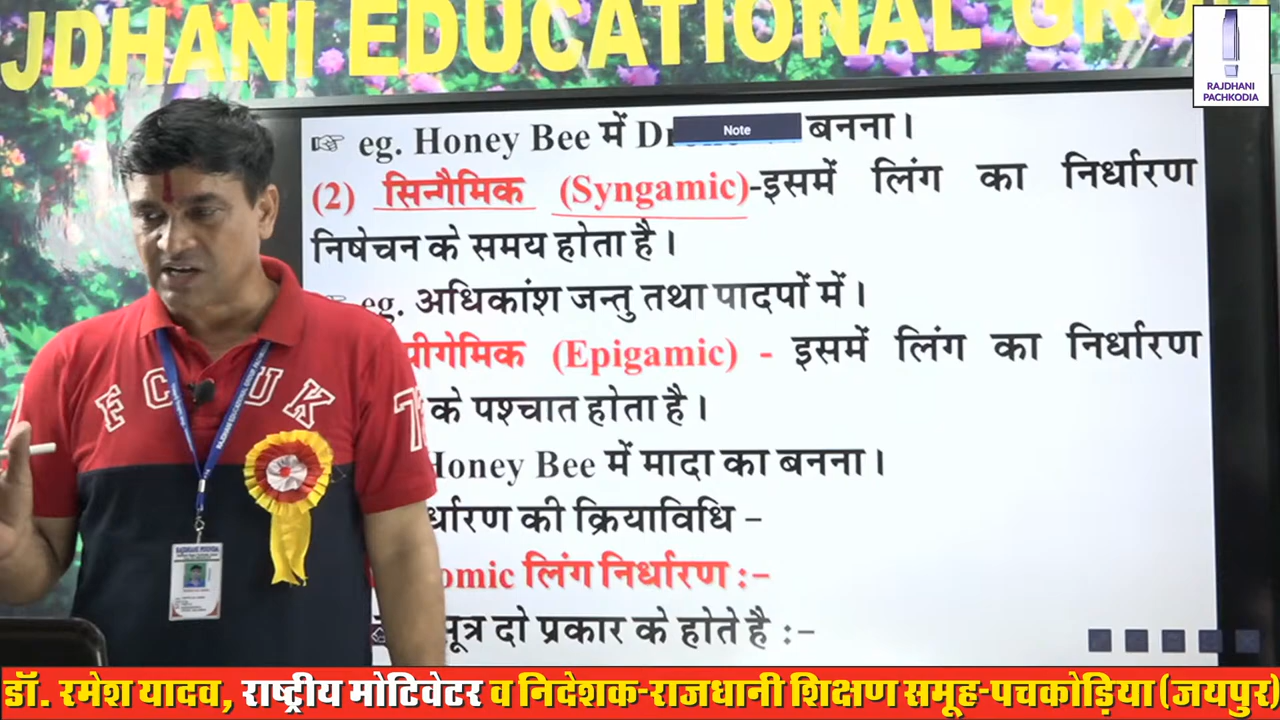 JDHANI EDUCATIONAL GRO
RAJDHANI
PACHKODIA
☞ eg. Honey Bee में Dr Note बनना।
(2) सिन्गैमिक (Syngamic)-इसमें लिंग का निर्धारण
निषेचन के समय होता है।
eg. अधिकांश जन्तु तथा पादपों में।
पीगेमिक (Epigamic) - इसमें लिंग का निर्धारण
के पश्चात होता है।
Honey Bee में मादा का बनना।
र्धारण की क्रियाविधि –
omic लिंग निर्धारण :–
सूत्र दो प्रकार के होते है :–
F C U K
डॉ. रमेश यादव, राष्ट्रीय मोटिवेटर व निदेशक-राजधानी शिक्षण समूह-पचकोड़िया (जयपुर)